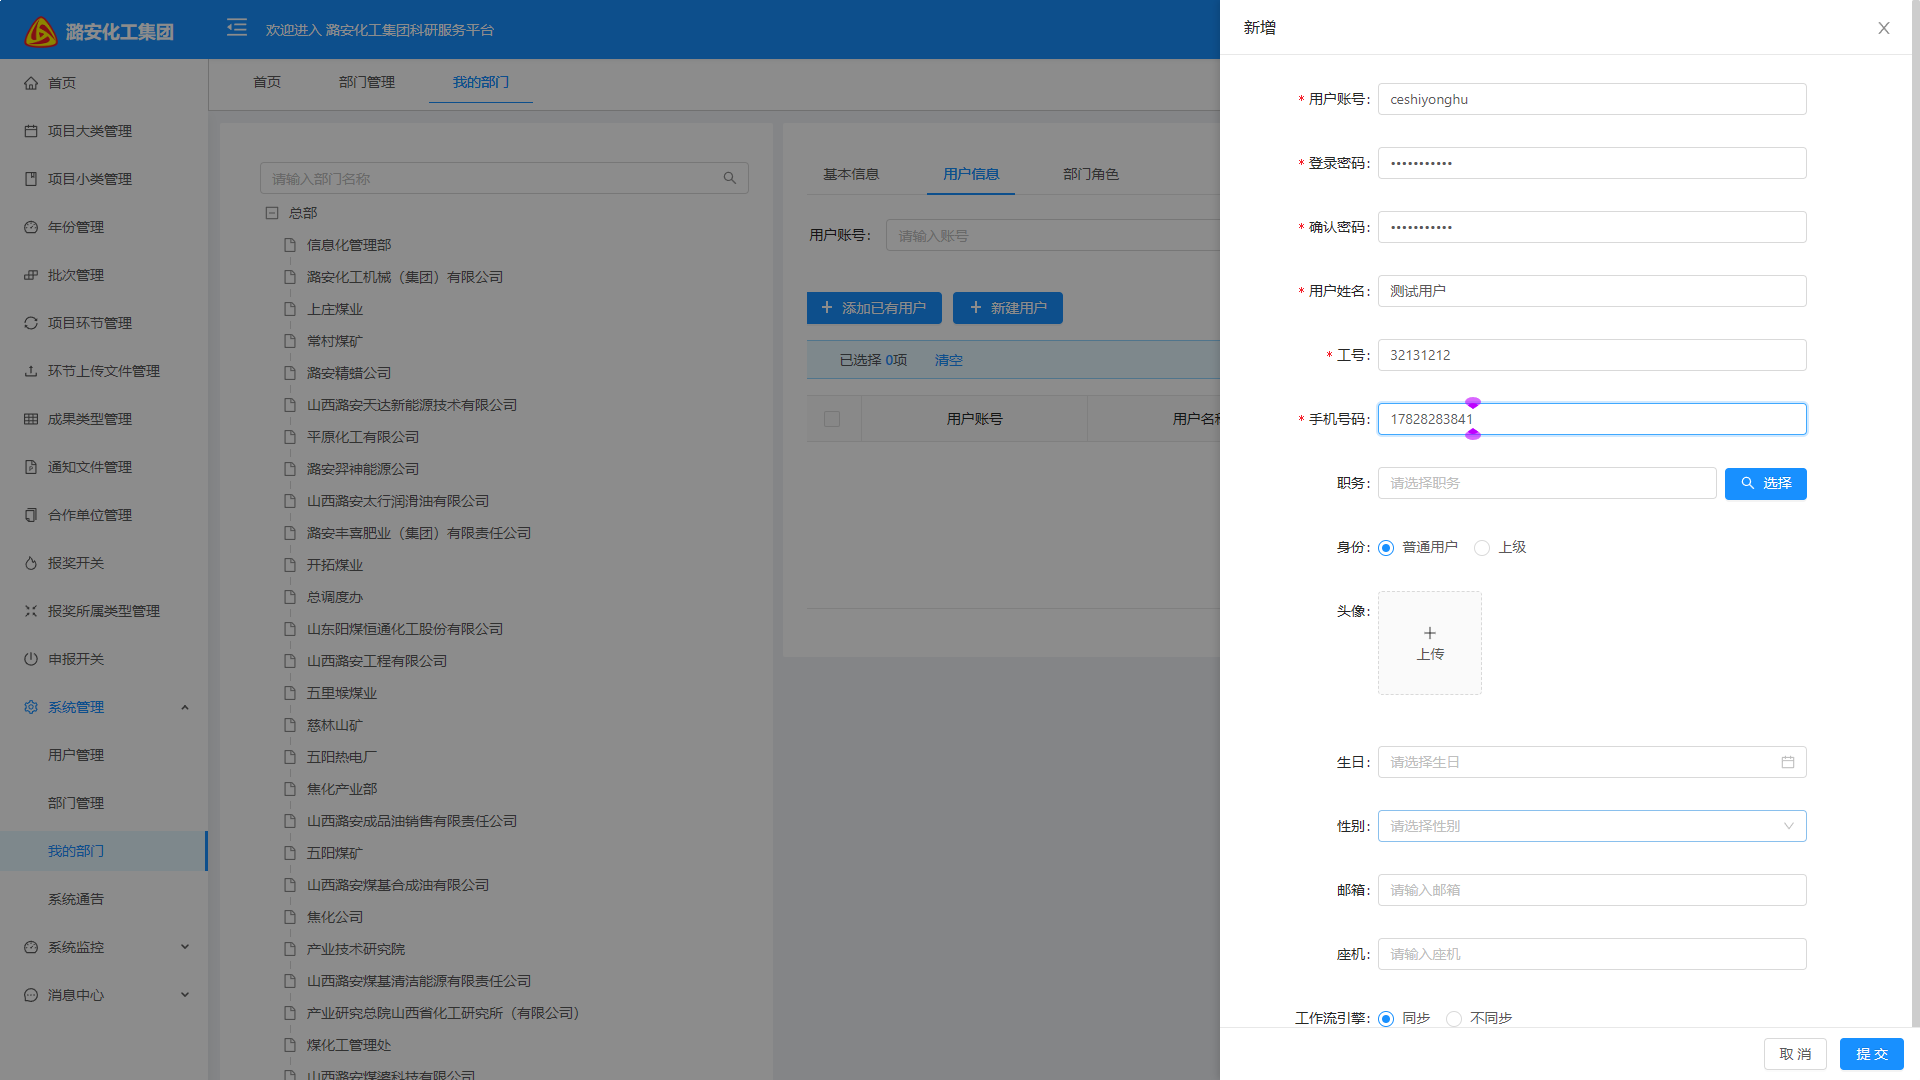 潞安化工集团
欢迎进入 潞安化工集团科研服务平台
首页
项目大类管理
项目小类管理
年份管理
批次管理
项目环节管理
环节上传文件管理
成果类型管理
通知文件管理
合作单位管理
报奖开关
报奖所属类型管理
申报开关
系统管理
用户管理
部门管理
我的部门
系统通告
系统监控
消息中心
首页 部门管理 我的部门
请输入部门名称
总部
信息化管理部
潞安化工机械（集团）有限公司
上庄煤业
常村煤矿
潞安精蜡公司
山西潞安天达新能源技术有限公司
平原化工有限公司
潞安羿神能源公司
山西潞安太行润滑油有限公司
潞安丰喜肥业（集团）有限责任公司
开拓煤业
总调度办
山东阳煤恒通化工股份有限公司
山西潞安工程有限公司
五里堠煤业
慈林山矿
五阳热电厂
焦化产业部
山西潞安成品油销售有限责任公司
五阳煤矿
山西潞安煤基合成油有限公司
焦化公司
产业技术研究院
山西潞安煤基清洁能源有限责任公司
产业研究总院山西省化工研究所（有限公司）
煤化工管理处
山西潞安煤婆科技有限公司
基本信息 用户信息 部门角色
用户账号： 请输入账号
添加已有用户 新建用户
已选择 0项 清空
用户账号 用户名称
新增
* 用户账号: ceshiyonghu
* 登录密码: •••••••••••
* 确认密码: •••••••••••
* 用户姓名: 测试用户
* 工号: 32131212
* 手机号码: 17828283841
职务: 请选择职务 选择
身份: 普通用户 上级
头像: 上传
生日: 请选择生日
性别: 请选择性别
邮箱: 请输入邮箱
座机: 请输入座机
工作流引擎: 同步 不同步
取 消 提 交